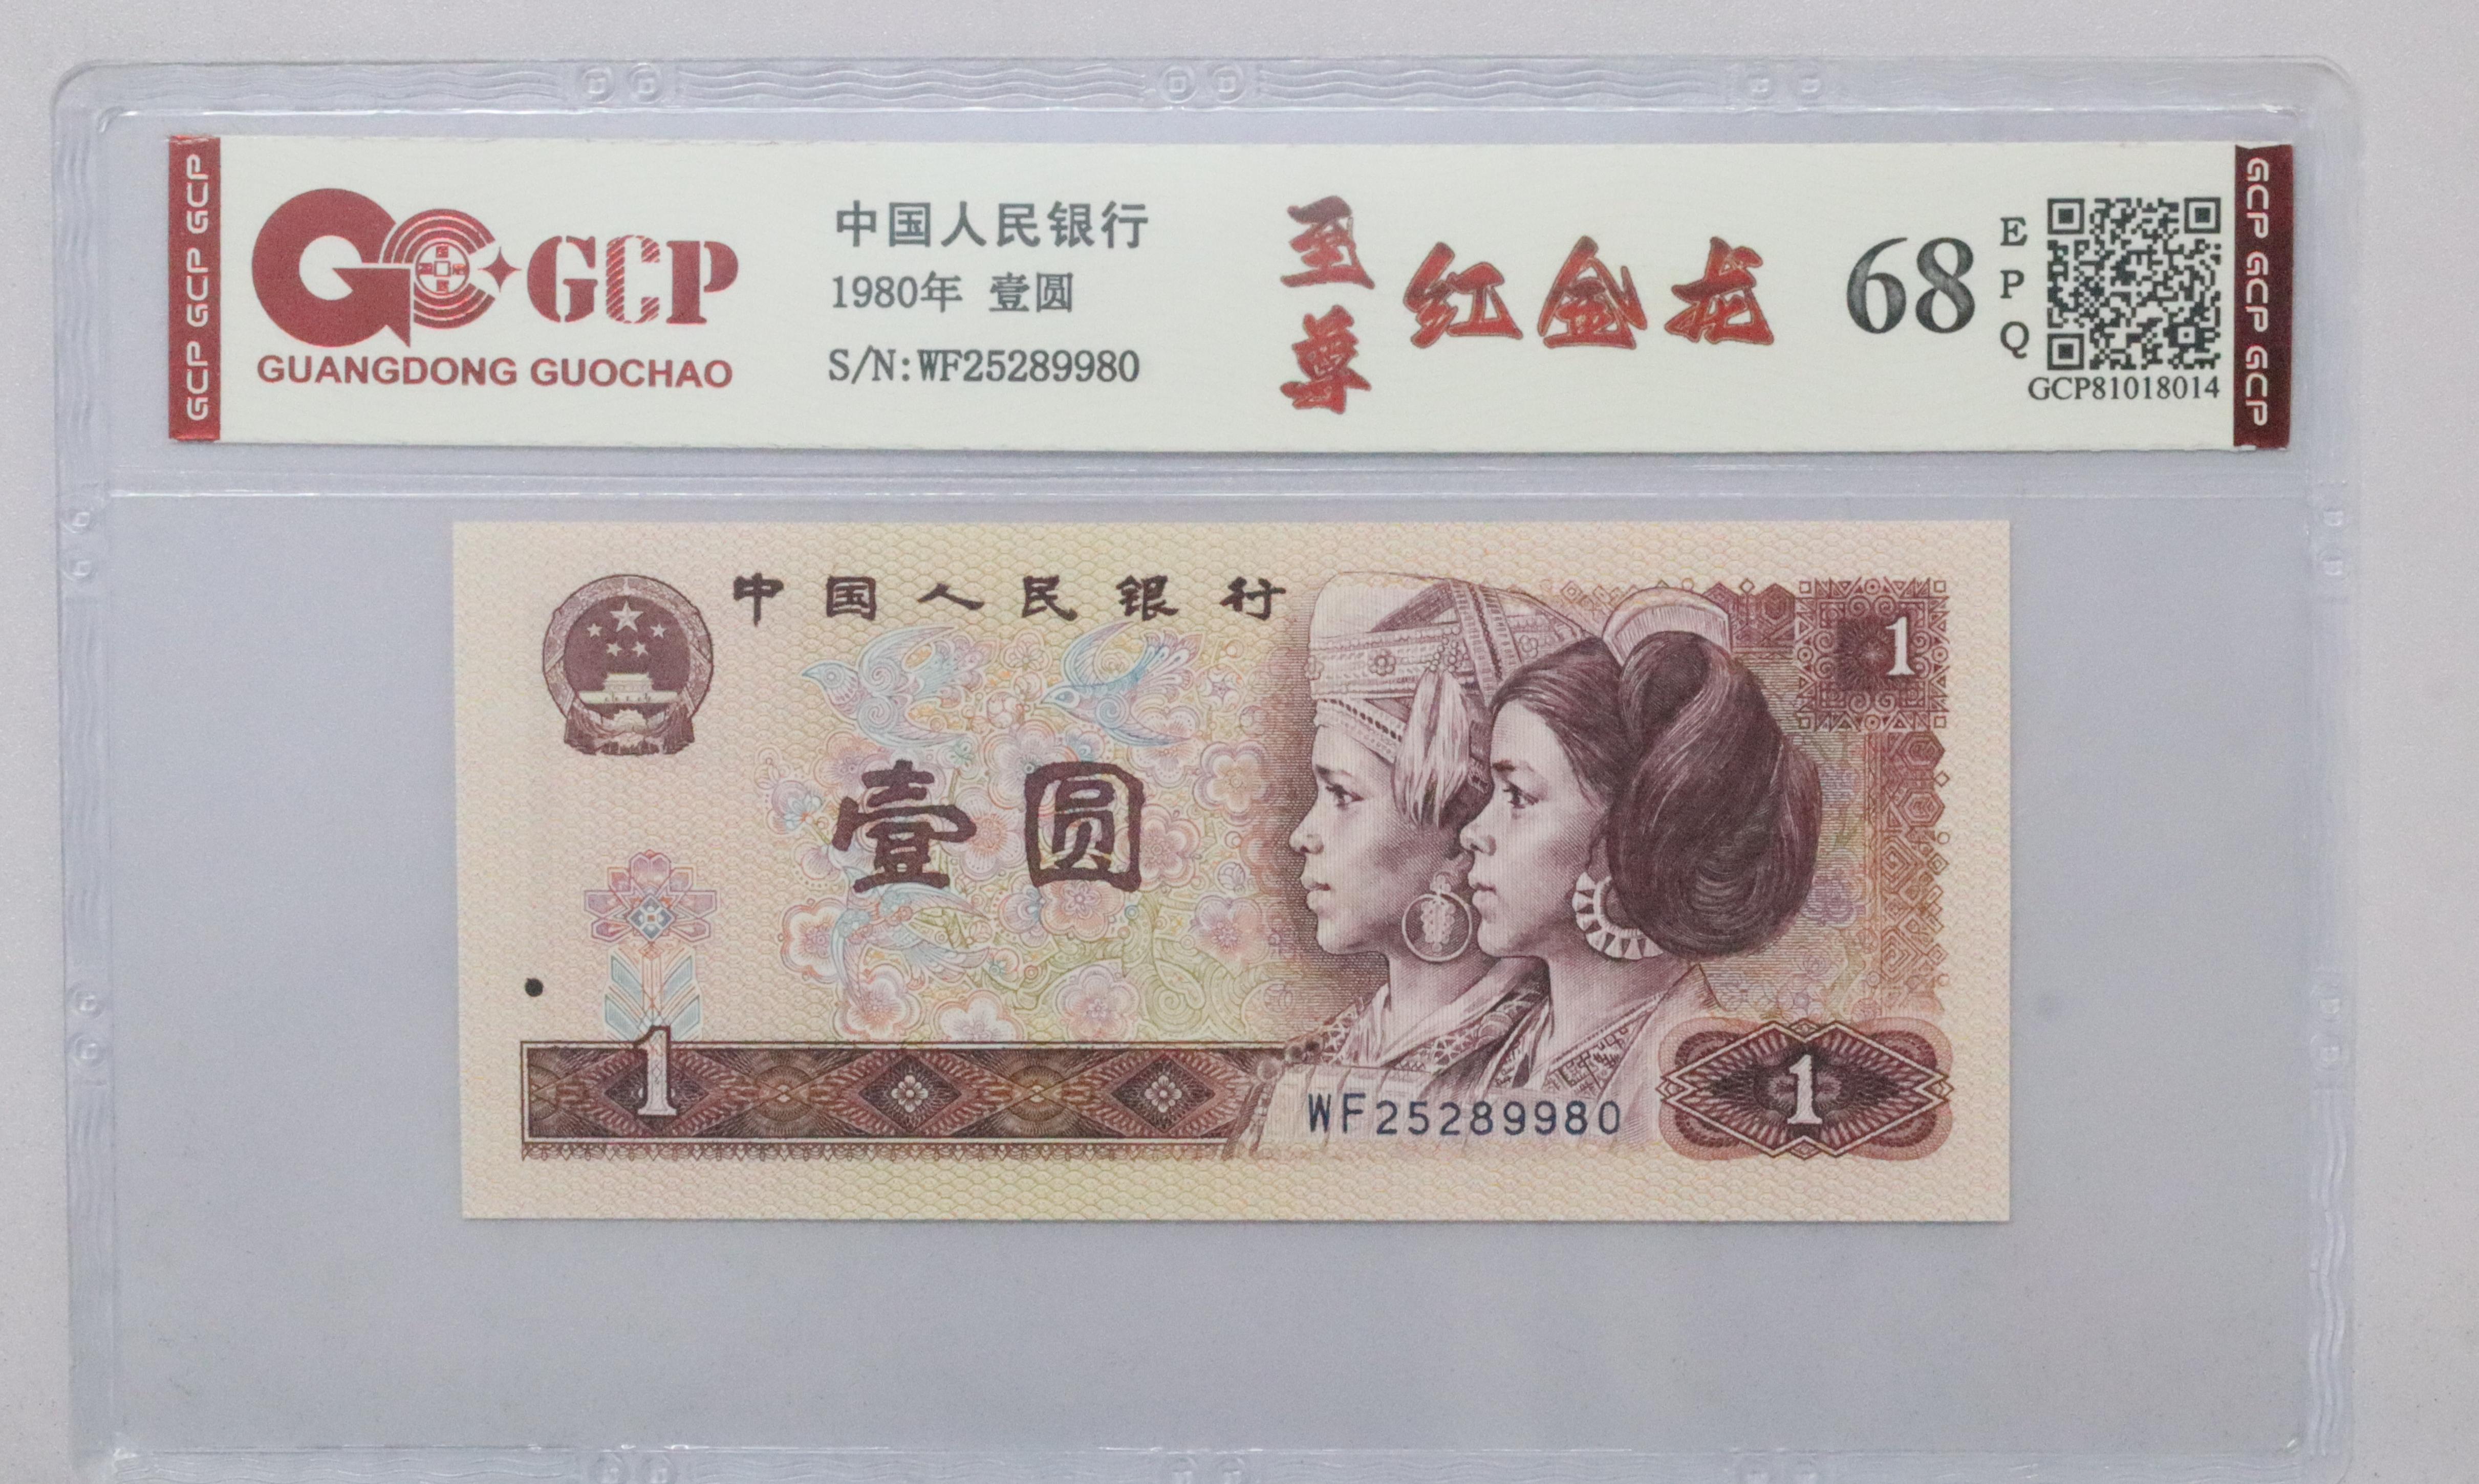 GCP GCP GCP
GCP
GUANGDONG GUOCHAO
中国人民银行
1980年 壹圆
S/N:WF25289980
至尊
红金龙
68
EPQ
GCP81018014
GCP GCP GCP
中国人民银行
1
壹圆
1
WF25289980
1